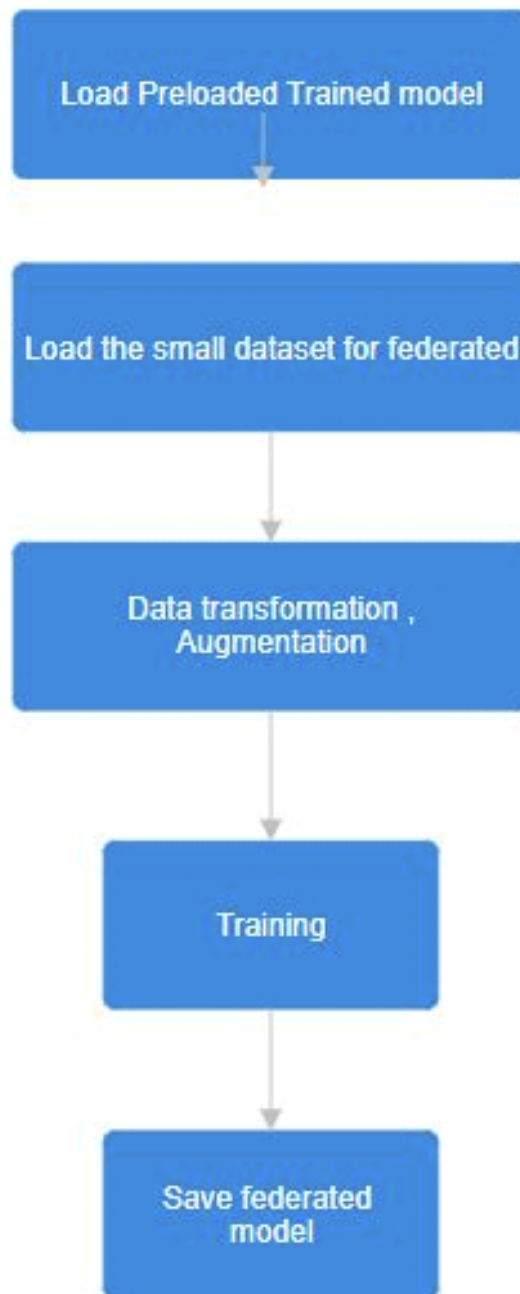 Load Preloaded Trained model
Load the small dataset for federated
Data transformation ,
Augmentation
Training
Save federated
model